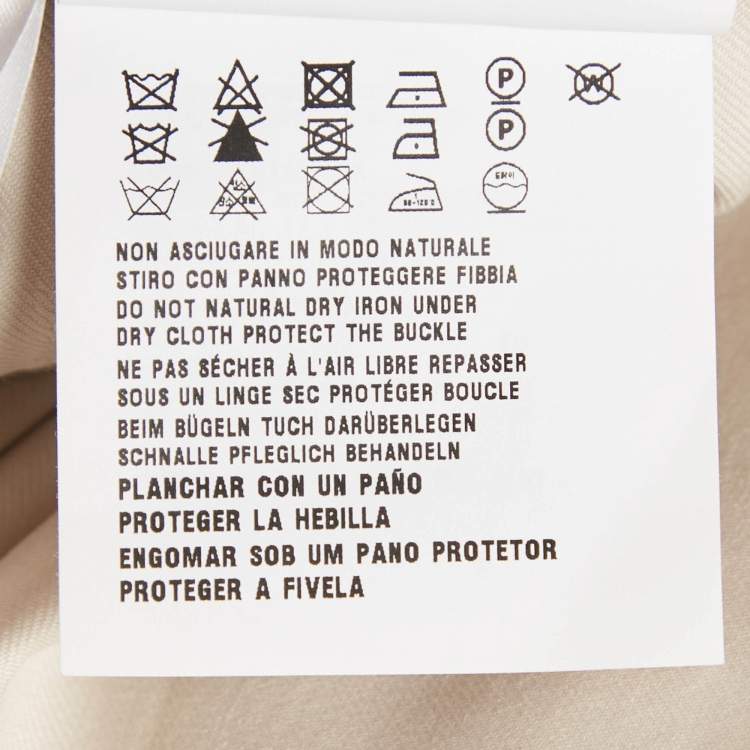 P
W
P
NON ASCIUGARE IN MODO NATURALE
STIRO CON PANNO PROTEGGERE FIBBIA
DO NOT NATURAL DRY IRON UNDER
DRY CLOTH PROTECT THE BUCKLE
NE PAS SÉCHER À L'AIR LIBRE REPASSER
SOUS UN LINGE SEC PROTÉGER BOUCLE
BEIM BÜGELN TUCH DARÜBERLEGEN
SCHNALLE PFLEGLICH BEHANDELN
PLANCHAR CON UN PAÑO
PROTEGER LA HEBILLA
ENGOMAR SOB UM PANO PROTETOR
PROTEGER A FIVELA